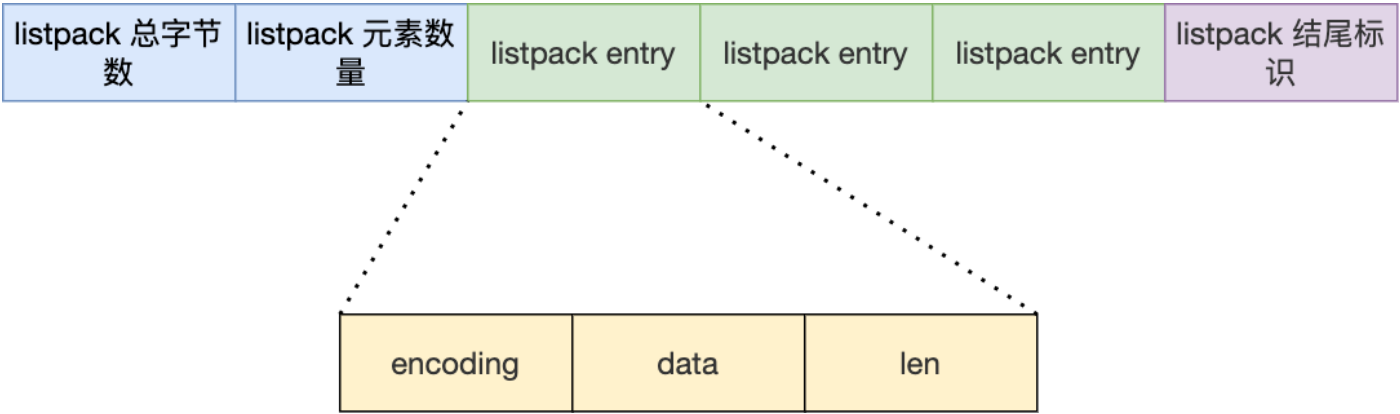 listpack 总字节
数
listpack 元素数
量
listpack entry
listpack entry
listpack entry
listpack 结尾标
识
encoding
data
len